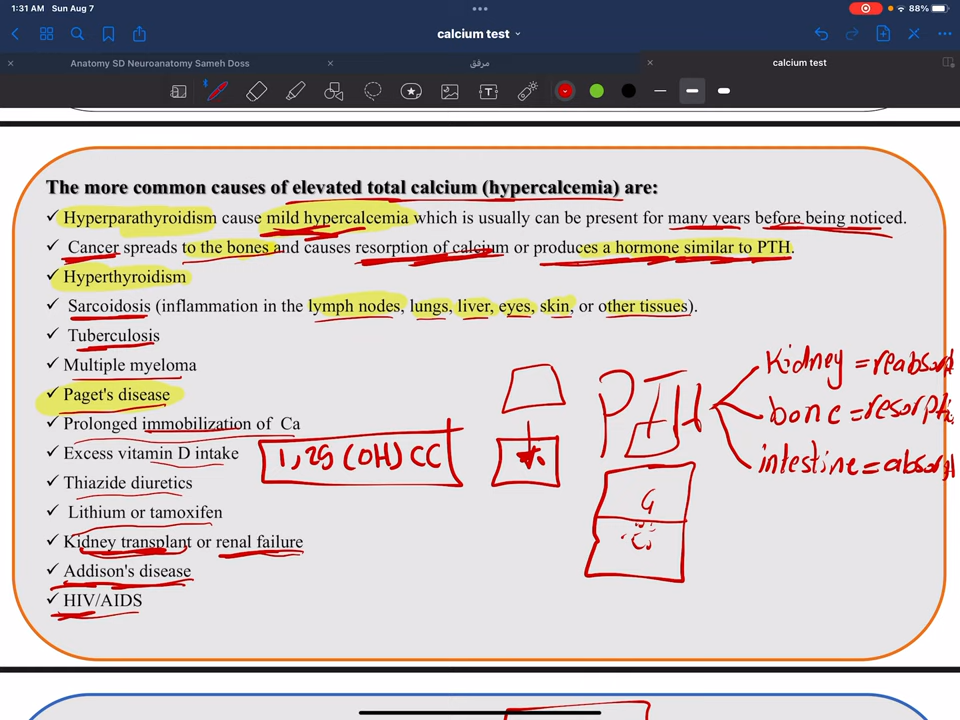 1:31 AM Sun Aug 7
88%
calcium test
Anatomy SD Neuroanatomy Sameh Doss
مرفق
calcium test
The more common causes of elevated total calcium (hypercalcemia) are:
✓ Hyperparathyroidism cause mild hypercalcemia which is usually can be present for many years before being noticed.
✓ Cancer spreads to the bones and causes resorption of calcium or produces a hormone similar to PTH.
✓ Hyperthyroidism
✓ Sarcoidosis (inflammation in the lymph nodes, lungs, liver, eyes, skin, or other tissues).
✓ Tuberculosis
✓ Multiple myeloma
✓ Paget's disease
✓ Prolonged immobilization of Ca
✓ Excess vitamin D intake
✓ Thiazide diuretics
✓ Lithium or tamoxifen
✓ Kidney transplant or renal failure
✓ Addison's disease
✓ HIV/AIDS
1,25 (OH) CC
PTH
Kidney = reabsor
bone = resorpti
intestine = absor